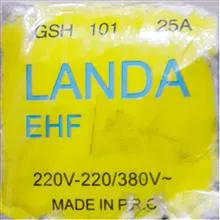 GSH 101 25A
LANDA
EHF
220V-220/380V~
MADE IN P.R.C